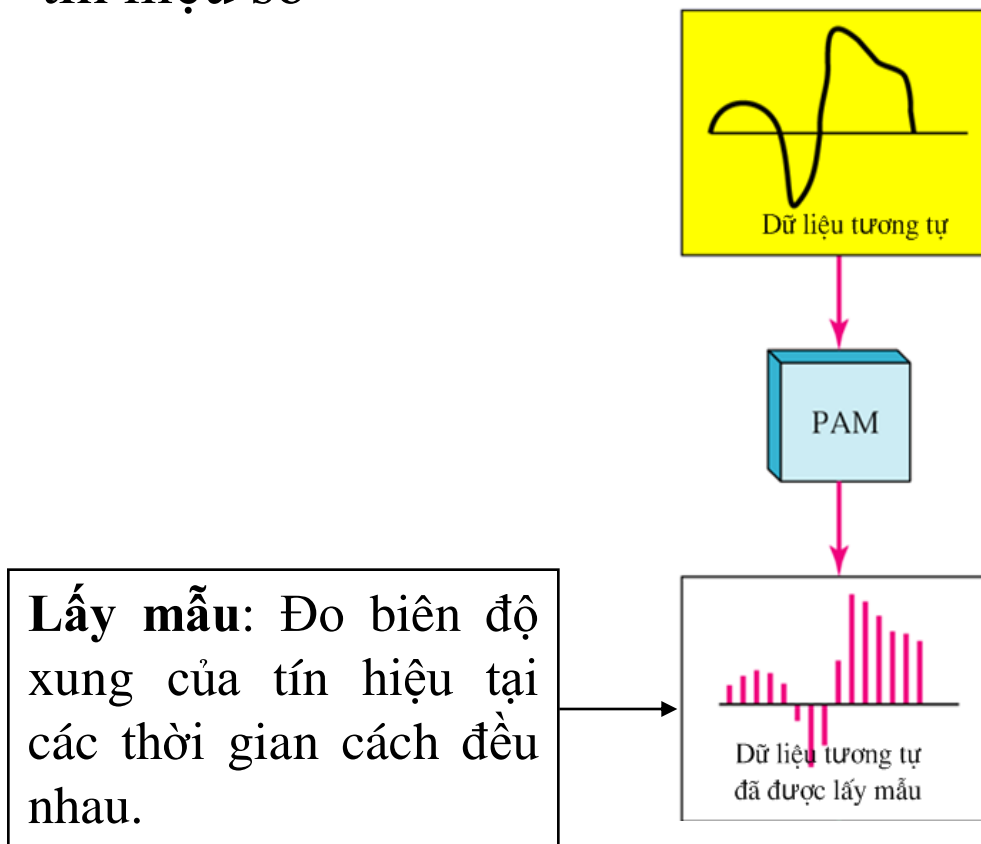 Dữ liệu tương tự
PAM
Lấy mẫu: Đo biên độ
xung của tín hiệu tại
các thời gian cách đều
nhau.
Dữ liệu tương tự
đã được lấy mẫu